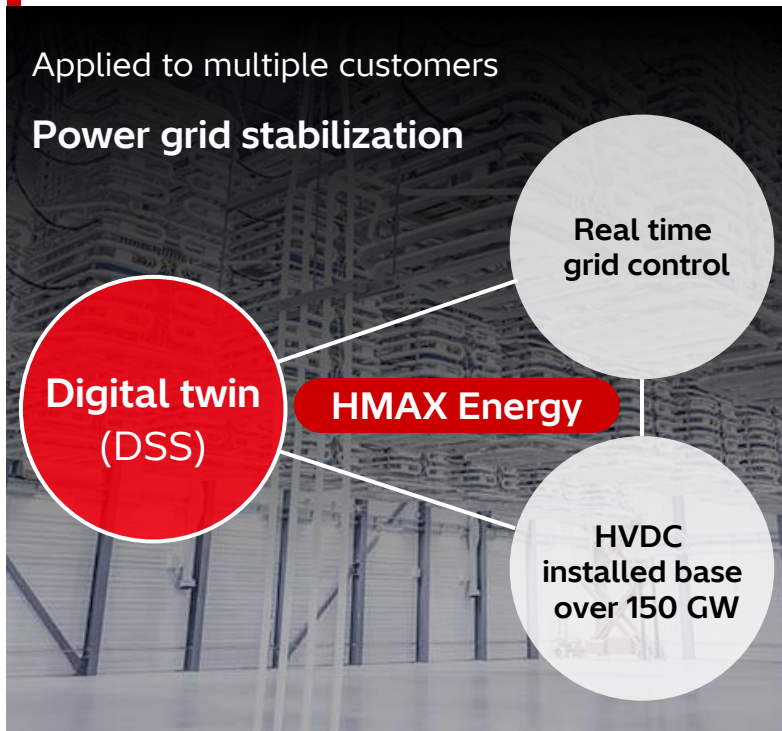 Applied to multiple customers
Power grid stabilization
Real time
grid control
Digital twin
(DSS)
HMAX Energy
HVDC
installed base
over 150 GW